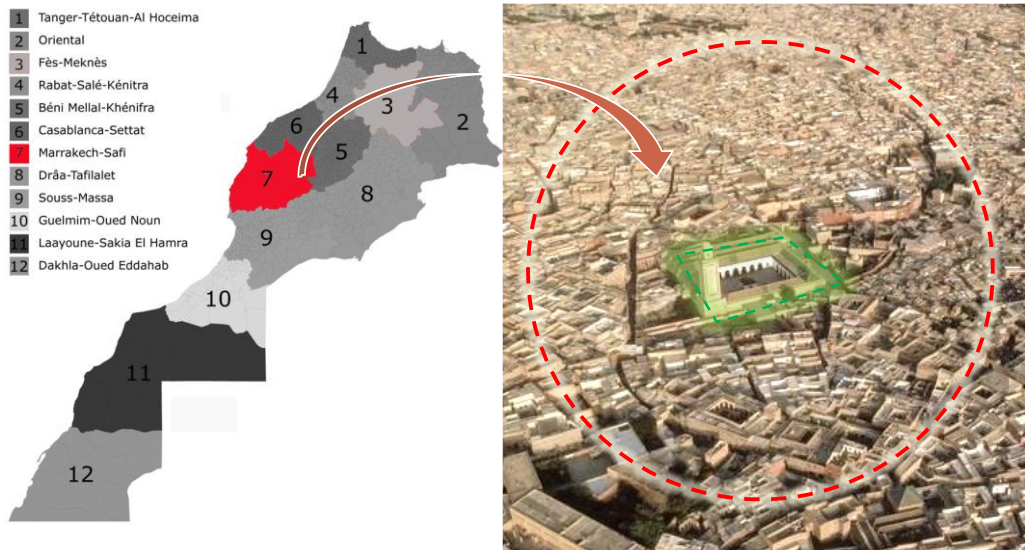 1 Tanger-Tétouan-Al Hoceima
2 Oriental
3 Fès-Meknès
4 Rabat-Salé-Kénitra
5 Béni Mellal-Khénifra
6 Casablanca-Settat
7 Marrakech-Safi
8 Drâa-Tafilalet
9 Souss-Massa
10 Guelmim-Oued Noun
11 Laayoune-Sakia El Hamra
12 Dakhla-Oued Eddahab
1
2
3
4
5
6
7
8
9
10
11
12